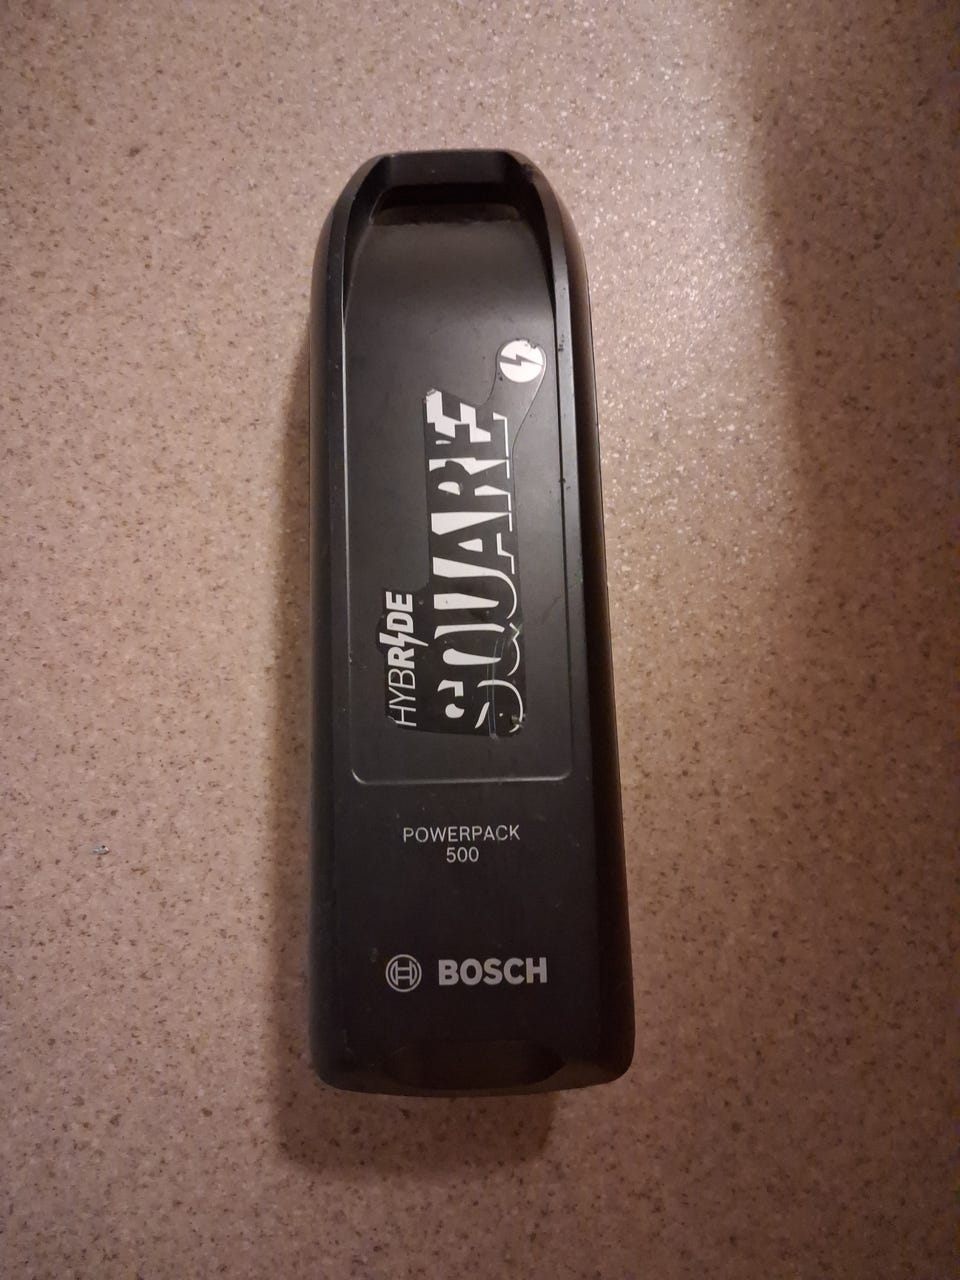 HYBRIDE
SQUARE
POWERPACK
500
BOSCH